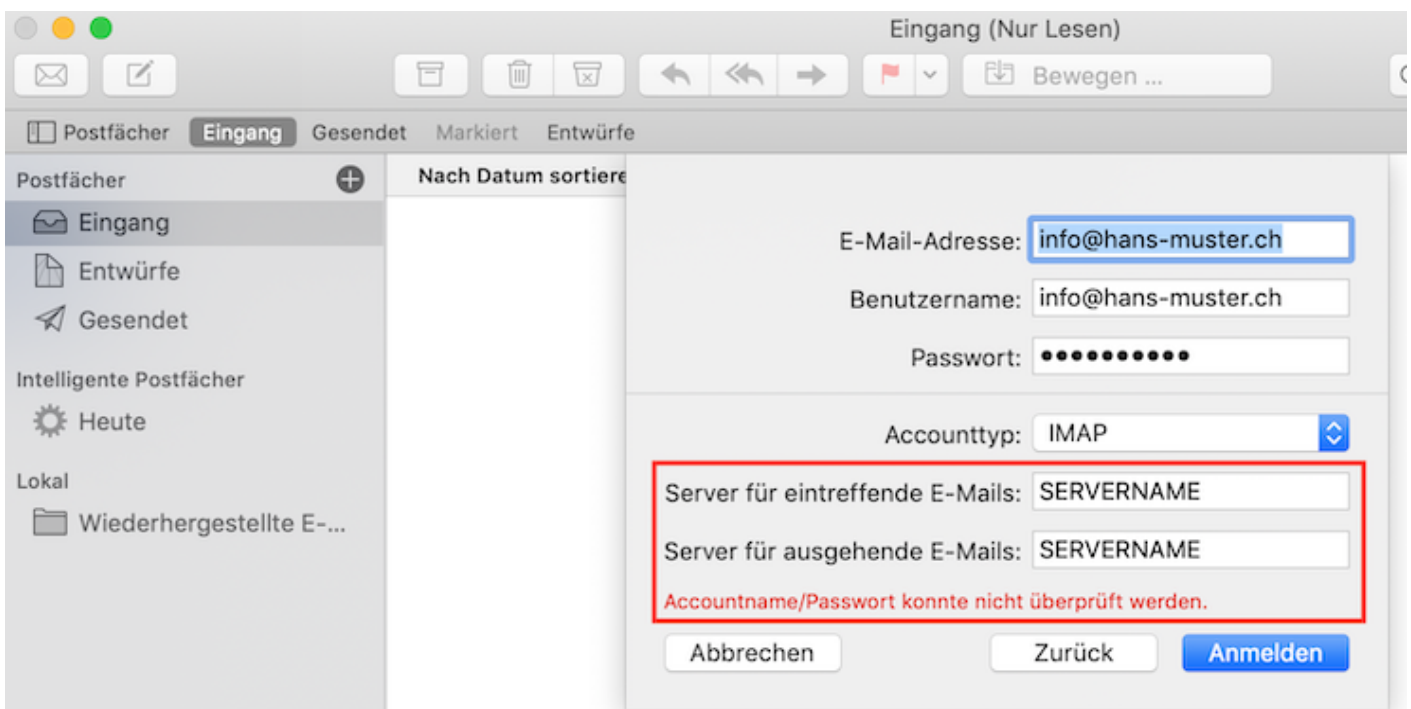 Eingang (Nur Lesen)
Bewegen ...
Postfächer Eingang Gesendet Markiert Entwürfe
Postfächer
Eingang
Entwürfe
Gesendet
Intelligente Postfächer
Heute
Lokal
Wiederhergestellte E-...
Nach Datum sortiere
E-Mail-Adresse: info@hans-muster.ch
Benutzername: info@hans-muster.ch
Passwort: ●●●●●●●●●●
Accounttyp: IMAP
Server für eintreffende E-Mails: SERVERNAME
Server für ausgehende E-Mails: SERVERNAME
Accountname/Passwort konnte nicht überprüft werden.
Abbrechen Zurück Anmelden